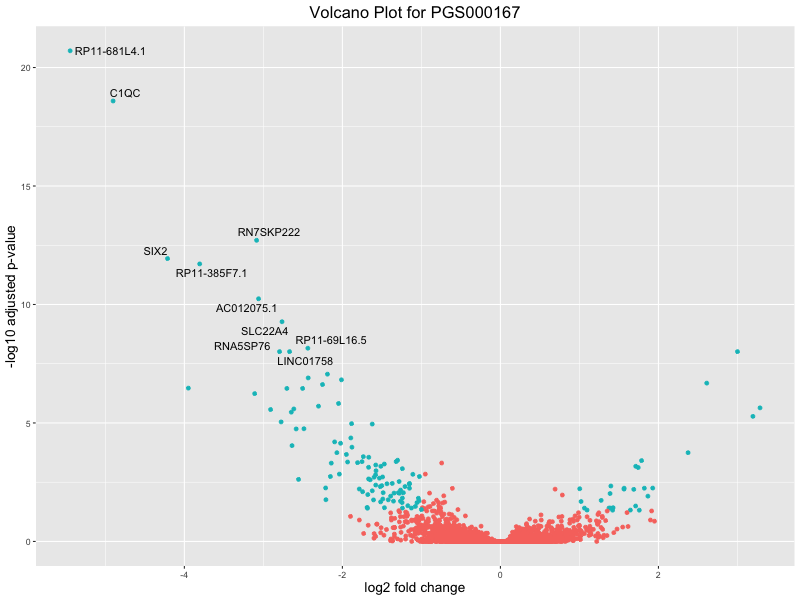 Volcano Plot for PGS000167
RP11-681L4.1
C1QC
RN7SKP222
SIX2
RP11-385F7.1
AC012075.1
SLC22A4
RP11-69L16.5
RNA5SP76
LINC01758
20
15
10
5
0
-log10 adjusted p-value
-4
-2
0
2
log2 fold change